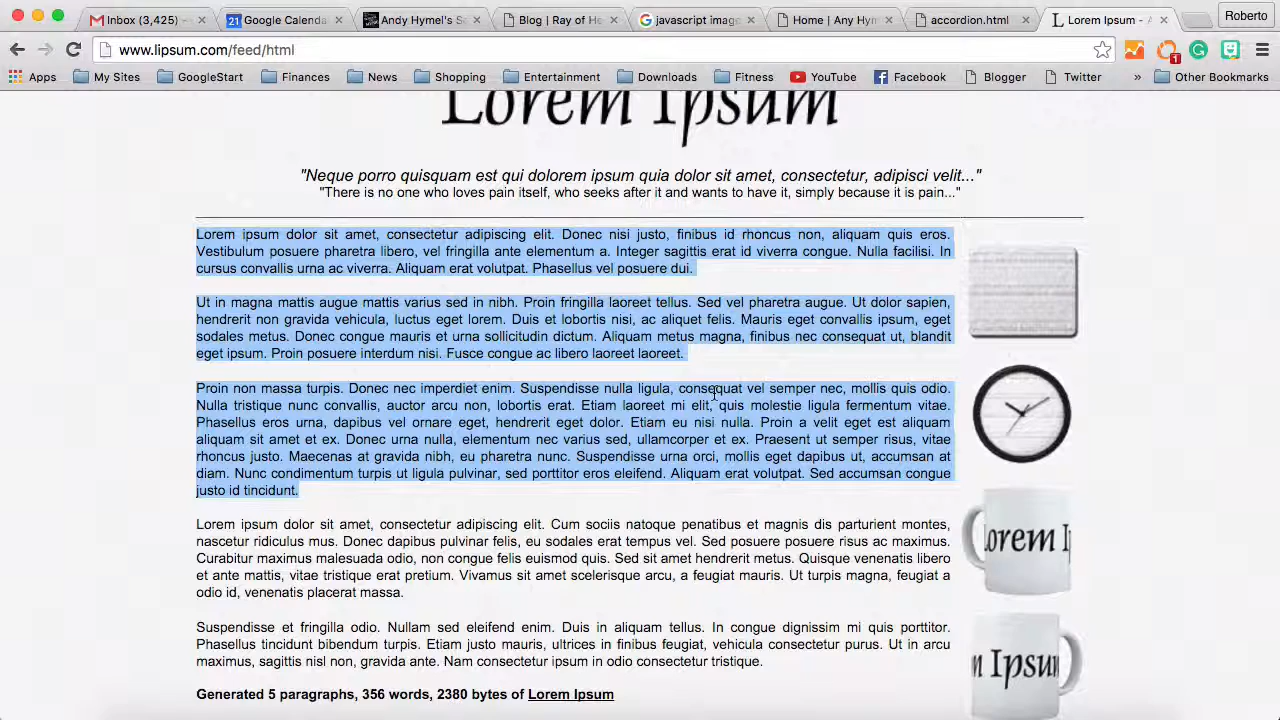 Inbox (3,425) -
Google Calenda
Andy Hymel's S
Blog | Ray of He
javascript image
Home | Any Hym
accordion.html
Lorem Ipsum - A
Roberto
www.lipsum.com/feed/html
1
Apps
My Sites
GoogleStart
Finances
News
Shipping
Entertainment
Downloads
Fitness
YouTube
Facebook
Blogger
Twitter
»
Other Bookmarks
Lorem Ipsum
"Neque porro quisquam est qui dolorem ipsum quia dolor sit amet, consectetur, adipisci velit..."
"There is no one who loves pain itself, who seeks after it and wants to have it, simply because it is pain..."
Lorem ipsum dolor sit amet, consectetur adipiscing elit. Donec nisi justo, finibus id rhoncus non, aliquam quis eros.
Vestibulum posuere pharetra libero, vel fringilla ante elementum a. Integer sagittis erat id viverra congue. Nulla facilisi. In
cursus convallis urna ac viverra. Aliquam erat volutpat. Phasellus vel posuere dui.
Ut in magna mattis augue mattis varius sed in nibh. Proin fringilla laoreet tellus. Sed vel pharetra augue. Ut dolor sapien,
hendrerit non gravida vehicula, luctus eget lorem. Duis et lobortis nisi, ac aliquet felis. Mauris eget convallis ipsum, eget
sodales metus. Donec congue mauris et urna sollicitudin dictum. Aliquam metus magna, finibus nec consequat ut, blandit
eget ipsum. Proin posuere interdum nisi. Fusce congue ac libero laoreet laoreet.
Proin non massa turpis. Donec nec imperdiet enim. Suspendisse nulla ligula, consequat vel semper nec, mollis quis odio.
Nulla tristique nunc convallis, auctor arcu non, lobortis erat. Etiam laoreet mi elit, quis molestie ligula fermentum vitae.
Phasellus eros urna, dapibus vel ornare eget, hendrerit eget dolor. Etiam eu nisi nulla. Proin a velit eget est aliquam
aliquam sit amet et ex. Donec urna nulla, elementum nec varius sed, ullamcorper et ex. Praesent ut semper risus, vitae
rhoncus justo. Maecenas at gravida nibh, eu pharetra nunc. Suspendisse urna orci, mollis eget dapibus ut, accumsan at
diam. Nunc condimentum turpis ut ligula pulvinar, sed porttitor eros eleifend. Aliquam erat volutpat. Sed accumsan congue
justo id tincidunt.
Lorem ipsum dolor sit amet, consectetur adipiscing elit. Cum sociis natoque penatibus et magnis dis parturient montes,
nascetur ridiculus mus. Donec dapibus pulvinar felis, eu sodales erat tempus vel. Sed posuere posuere risus ac maximus.
Curabitur maximus malesuada odio, non congue felis euismod quis. Sed sit amet hendrerit metus. Quisque venenatis libero
et ante mattis, vitae tristique erat pretium. Vivamus sit amet scelerisque arcu, a feugiat mauris. Ut turpis magna, feugiat a
odio id, venenatis placerat massa.
Suspendisse et fringilla odio. Nullam sed eleifend enim. Duis in aliquam tellus. In congue dignissim mi quis porttitor.
Phasellus tincidunt bibendum turpis. Etiam justo mauris, ultrices in finibus feugiat, vehicula consectetur purus. Ut in arcu
maximus, sagittis nisl non, gravida ante. Nam consectetur ipsum in odio consectetur tristique.
Generated 5 paragraphs, 356 words, 2380 bytes of Lorem Ipsum
orem I
m Ipsum